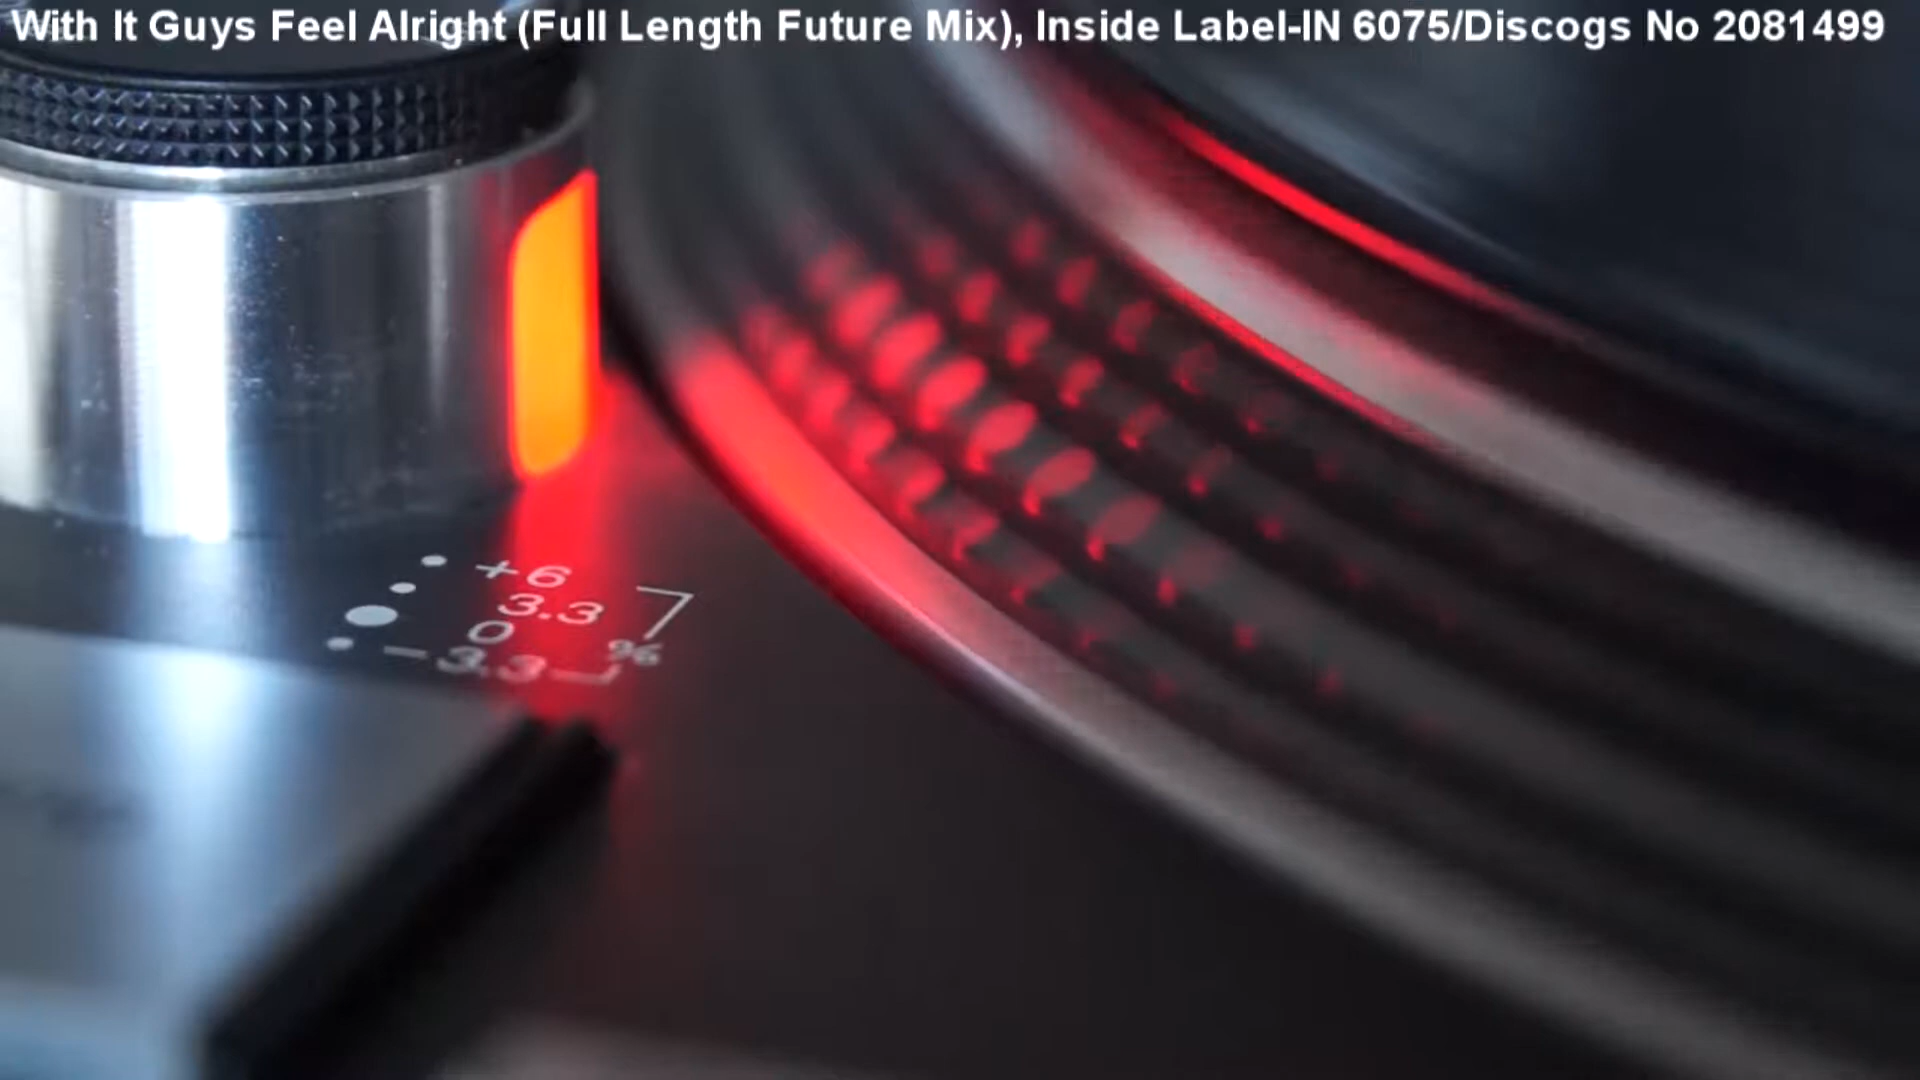 With It Guys Feel Alright (Full Length Future Mix), Inside Label-IN 6075/Discogs No 2081499
+6
3.3
0
−3.3 %